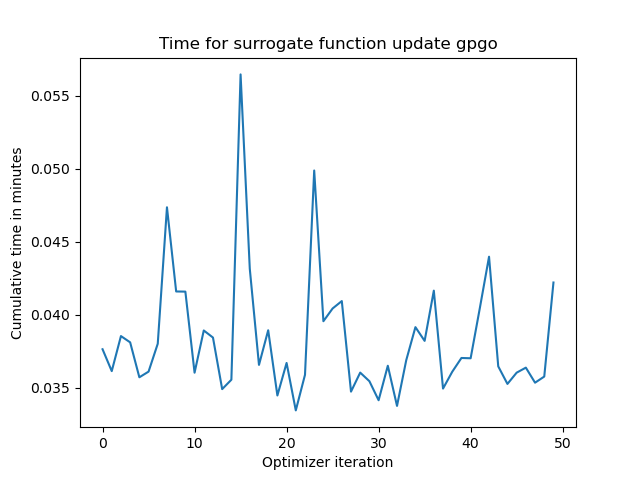 Time for surrogate function update gpgo
0.055
0.050
0.045
0.040
0.035
Cumulative time in minutes
0 10 20 30 40 50
Optimizer iteration